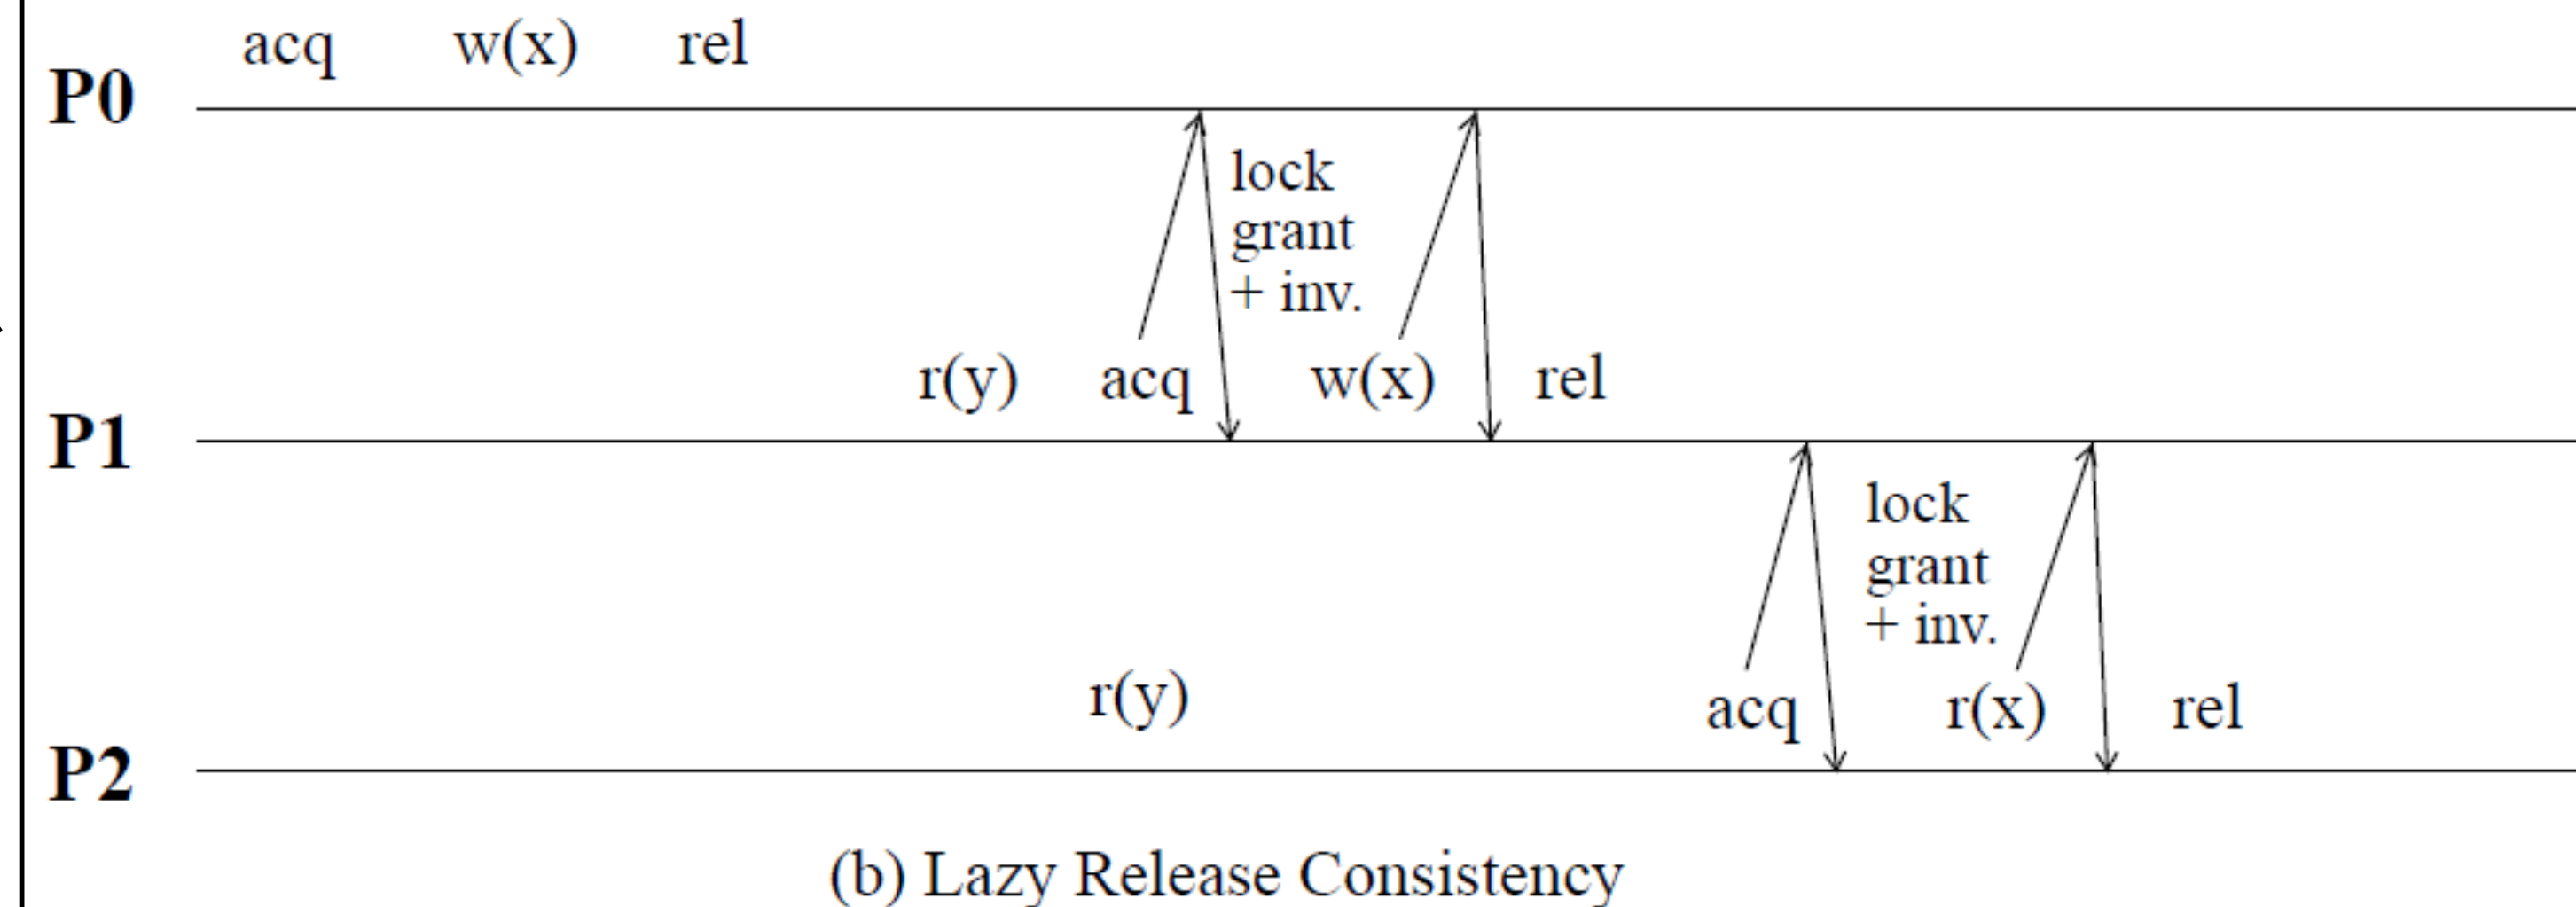 acq w(x) rel
P0
lock
grant
+ inv.
r(y) acq w(x) rel
P1
lock
grant
+ inv.
r(y) acq r(x) rel
P2
(b) Lazy Release Consistency